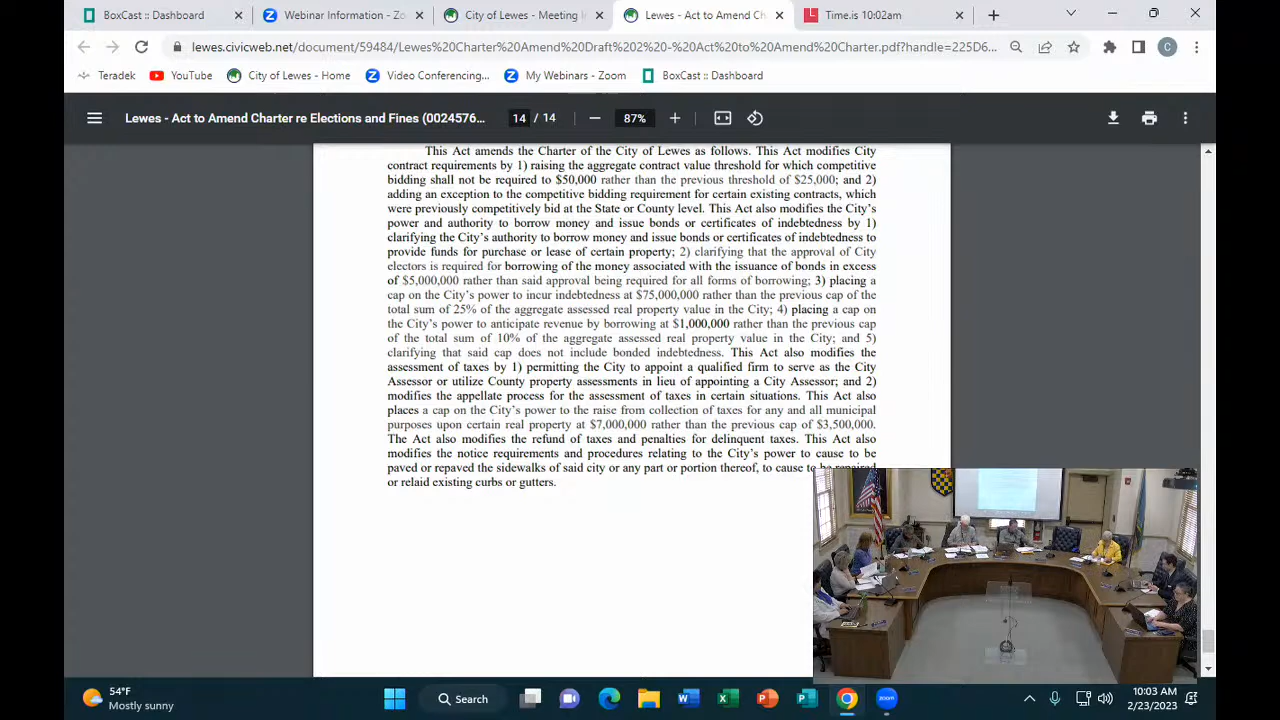 BoxCast :: Dashboard
Webinar Information - Zo
City of Lewes - Meeting I
Lewes - Act to Amend Ch
Time.is 10:02am
lewes.civicweb.net/document/59484/Lewes%20Charter%20Amend%20Draft%202%20-%20Act%20to%20Amend%20Charter.pdf?handle=225D6...
C
Teradek
YouTube
City of Lewes - Home
Video Conferencing...
My Webinars - Zoom
BoxCast :: Dashboard
Lewes - Act to Amend Charter re Elections and Fines (0024576...
14 / 14
87%
This Act amends the Charter of the City of Lewes as follows. This Act modifies City
contract requirements by 1) raising the aggregate contract value threshold for which competitive
bidding shall not be required to $50,000 rather than the previous threshold of $25,000; and 2)
adding an exception to the competitive bidding requirement for certain existing contracts, which
were previously competitively bid at the State or County level. This Act also modifies the City's
power and authority to borrow money and issue bonds or certificates of indebtedness by 1)
clarifying the City's authority to borrow money and issue bonds or certificates of indebtedness to
provide funds for purchase or lease of certain property; 2) clarifying that the approval of City
electors is required for borrowing of the money associated with the issuance of bonds in excess
of $5,000,000 rather than said approval being required for all forms of borrowing; 3) placing a
cap on the City's power to incur indebtedness at $75,000,000 rather than the previous cap of the
total sum of 25% of the aggregate assessed real property value in the City; 4) placing a cap on
the City's power to anticipate revenue by borrowing at $1,000,000 rather than the previous cap
of the total sum of 10% of the aggregate assessed real property value in the City; and 5)
clarifying that said cap does not include bonded indebtedness. This Act also modifies the
assessment of taxes by 1) permitting the City to appoint a qualified firm to serve as the City
Assessor or utilize County property assessments in lieu of appointing a City Assessor; and 2)
modifies the appellate process for the assessment of taxes in certain situations. This Act also
places a cap on the City's power to the raise from collection of taxes for any and all municipal
purposes upon certain real property at $7,000,000 rather than the previous cap of $3,500,000.
The Act also modifies the refund of taxes and penalties for delinquent taxes. This Act also
modifies the notice requirements and procedures relating to the City's power to cause to be
paved or repaved the sidewalks of said city or any part or portion thereof, to cause to be repaired
or relaid existing curbs or gutters.
54°F
Mostly sunny
Search
zoom
10:03 AM
2/23/2023